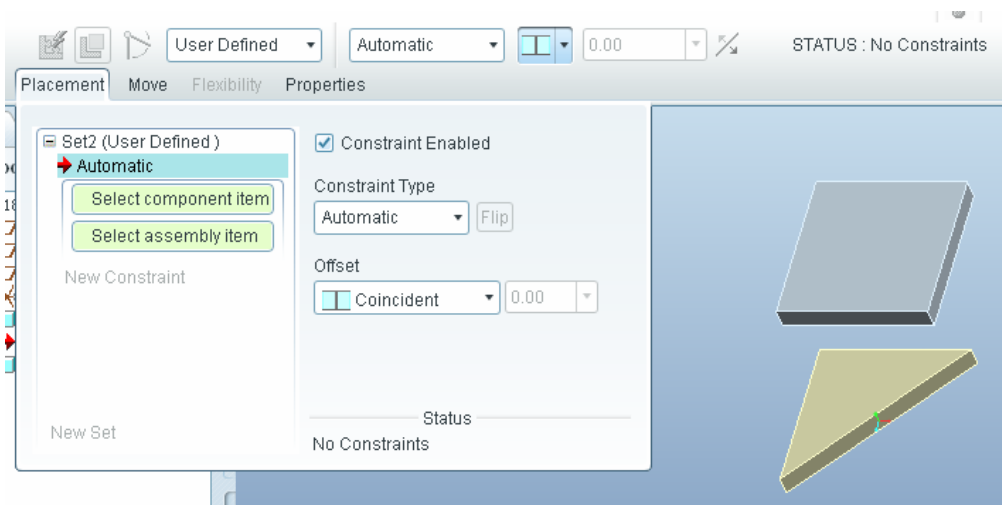 User Defined Automatic 0.00 STATUS : No Constraints
Placement Move Flexibility Properties
Set2 (User Defined )
Automatic
Select component item
Select assembly item
New Constraint
New Set
Constraint Enabled
Constraint Type
Automatic Flip
Offset
Coincident 0.00
Status
No Constraints